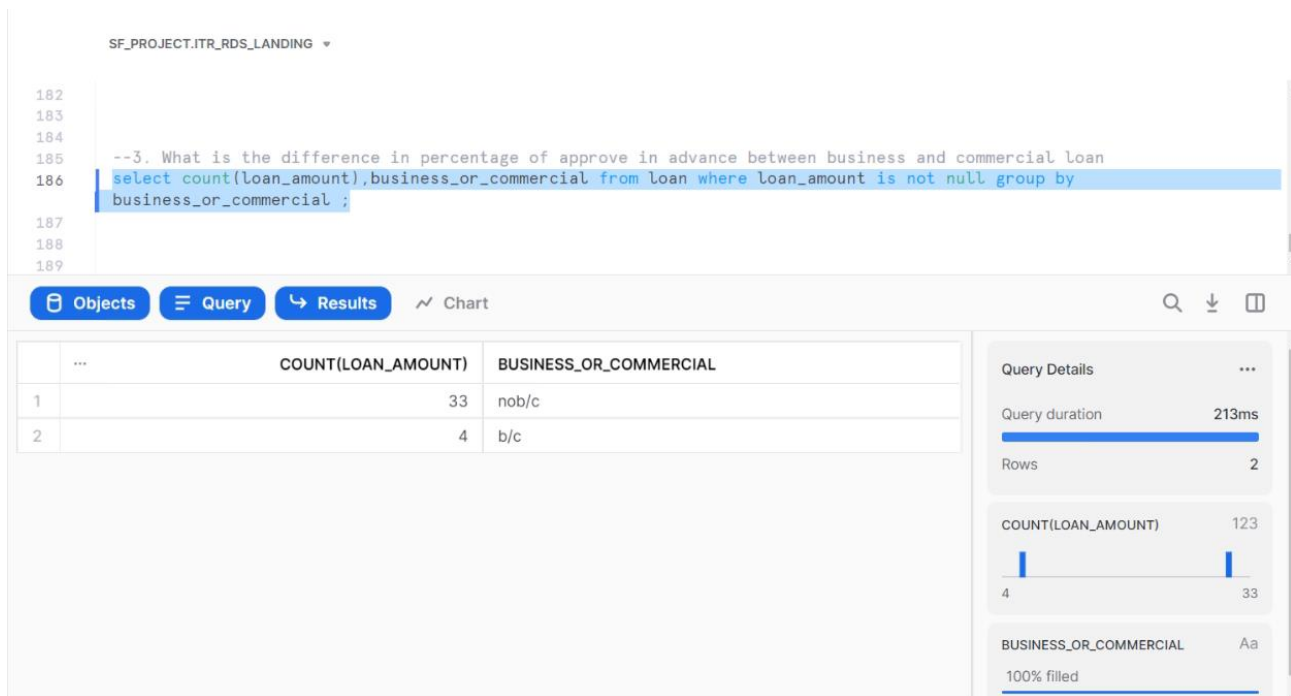 SF_PROJECT.ITR_RDS_LANDING
182
183
184
185 --3. What is the difference in percentage of approve in advance between business and commercial loan
186 select count(loan_amount),business_or_commercial from loan where loan_amount is not null group by
business_or_commercial ;
187
188
189
Objects Query Results Chart
... COUNT(LOAN_AMOUNT) BUSINESS_OR_COMMERCIAL
1 33 nob/c
2 4 b/c
Query Details ...
Query duration 213ms
Rows 2
COUNT(LOAN_AMOUNT) 123
4 33
BUSINESS_OR_COMMERCIAL Aa
100% filled